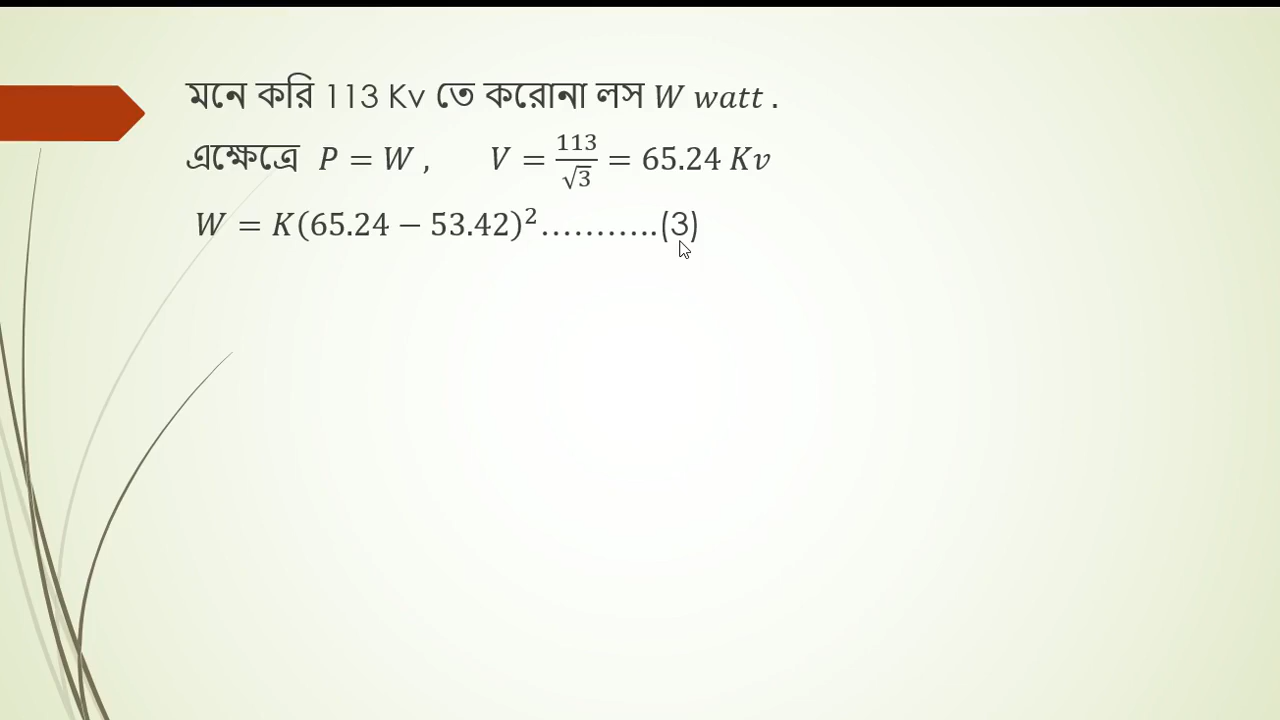 মনে করি 113 Kv তে করোনা লস W watt .
এক্ষেত্রে P = W , V = 113/√3 = 65.24 Kv
W = K(65.24 − 53.42)²...........(3)